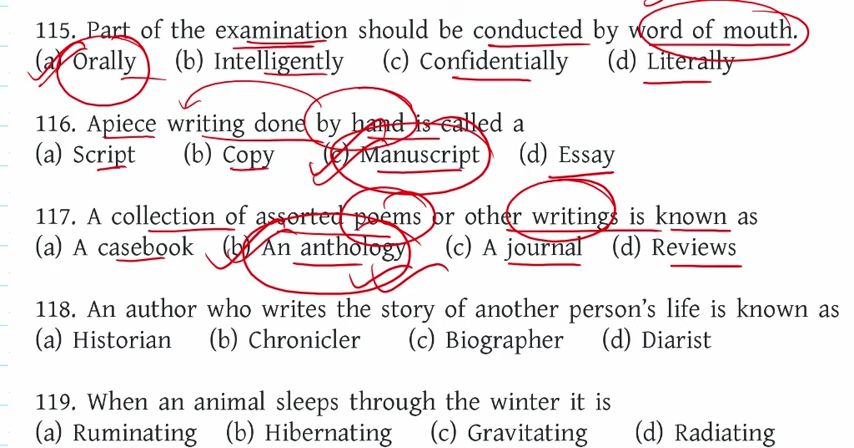 115. Part of the examination should be conducted by word of mouth.
(a) Orally (b) Intelligently (c) Confidentially (d) Literally
116. Apiece writing done by hand is called a
(a) Script (b) Copy (c) Manuscript (d) Essay
117. A collection of assorted poems or other writings is known as
(a) A casebook (b) An anthology (c) A journal (d) Reviews
118. An author who writes the story of another person's life is known as
(a) Historian (b) Chronicler (c) Biographer (d) Diarist
119. When an animal sleeps through the winter it is
(a) Ruminating (b) Hibernating (c) Gravitating (d) Radiating